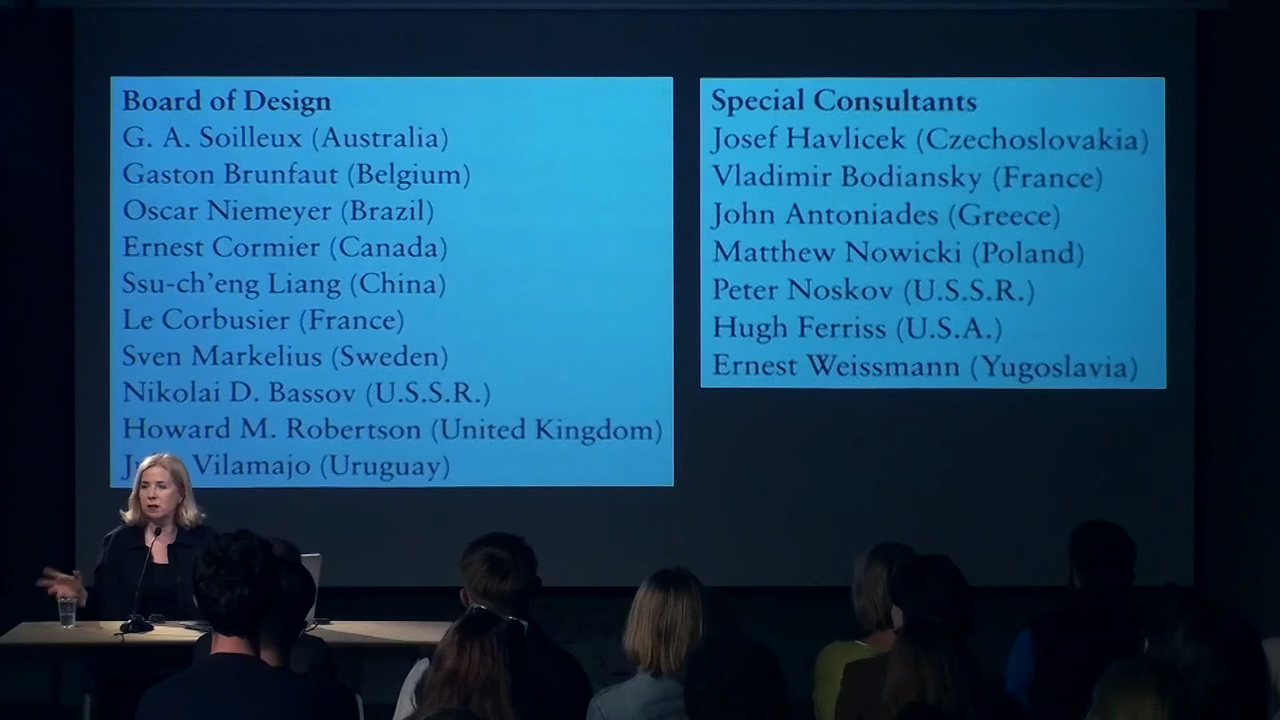 Board of Design
G. A. Soilleux (Australia)
Gaston Brunfaut (Belgium)
Oscar Niemeyer (Brazil)
Ernest Cormier (Canada)
Ssu-ch'eng Liang (China)
Le Corbusier (France)
Sven Markelius (Sweden)
Nikolai D. Bassov (U.S.S.R.)
Howard M. Robertson (United Kingdom)
Vilamajo (Uruguay)
Special Consultants
Josef Havlicek (Czechoslovakia)
Vladimir Bodiansky (France)
John Antoniades (Greece)
Matthew Nowicki (Poland)
Peter Noskov (U.S.S.R.)
Hugh Ferriss (U.S.A.)
Ernest Weissmann (Yugoslavia)